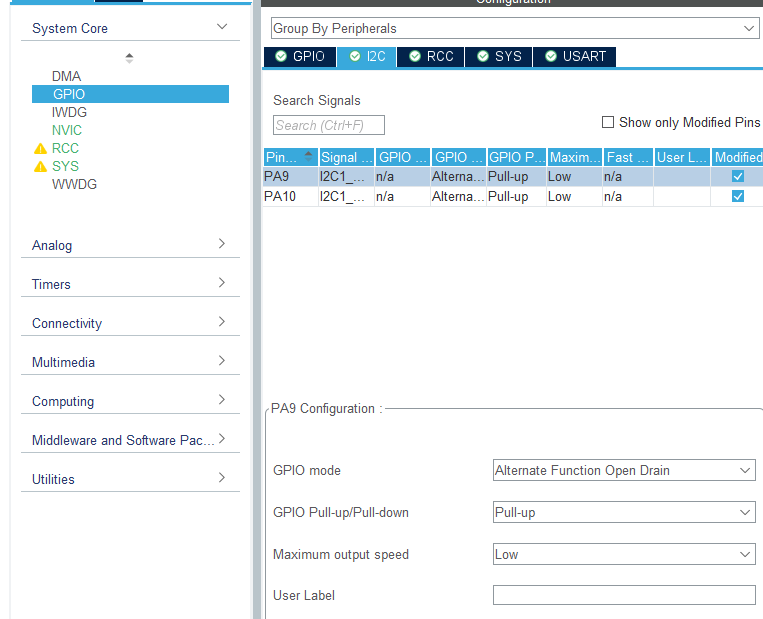 Configuration
System Core
DMA
GPIO
IWDG
NVIC
RCC
SYS
WWDG
Analog
Timers
Connectivity
Multimedia
Computing
Middleware and Software Pac...
Utilities
Group By Peripherals
GPIO I2C RCC SYS USART
Search Signals
Search (Ctrl+F)
Show only Modified Pins
Pin... Signal ... GPIO ... GPIO ... GPIO P... Maxim... Fast ... User L... Modified
PA9 I2C1_... n/a Alterna... Pull-up Low n/a
PA10 I2C1_... n/a Alterna... Pull-up Low n/a
PA9 Configuration :
GPIO mode Alternate Function Open Drain
GPIO Pull-up/Pull-down Pull-up
Maximum output speed Low
User Label